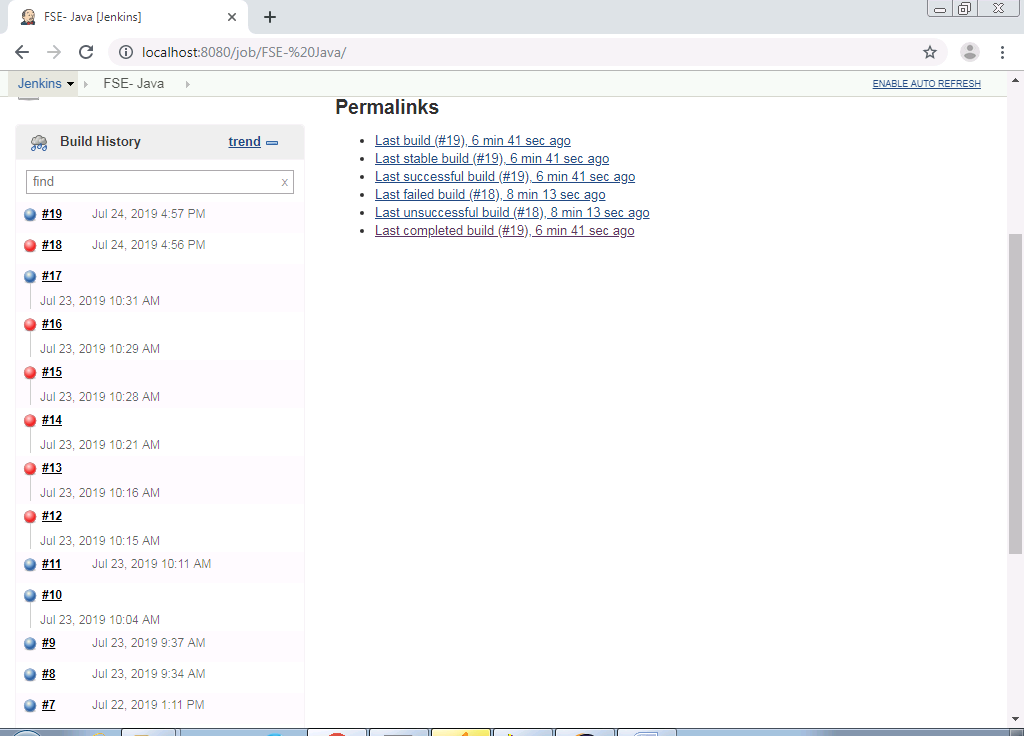 FSE- Java [Jenkins]
localhost:8080/job/FSE-%20Java/
Jenkins FSE- Java ENABLE AUTO REFRESH
Permalinks
Last build (#19), 6 min 41 sec ago
Last stable build (#19), 6 min 41 sec ago
Last successful build (#19), 6 min 41 sec ago
Last failed build (#18), 8 min 13 sec ago
Last unsuccessful build (#18), 8 min 13 sec ago
Last completed build (#19), 6 min 41 sec ago
Build History trend
find x
#19 Jul 24, 2019 4:57 PM
#18 Jul 24, 2019 4:56 PM
#17
Jul 23, 2019 10:31 AM
#16
Jul 23, 2019 10:29 AM
#15
Jul 23, 2019 10:28 AM
#14
Jul 23, 2019 10:21 AM
#13
Jul 23, 2019 10:16 AM
#12
Jul 23, 2019 10:15 AM
#11 Jul 23, 2019 10:11 AM
#10
Jul 23, 2019 10:04 AM
#9 Jul 23, 2019 9:37 AM
#8 Jul 23, 2019 9:34 AM
#7 Jul 22, 2019 1:11 PM